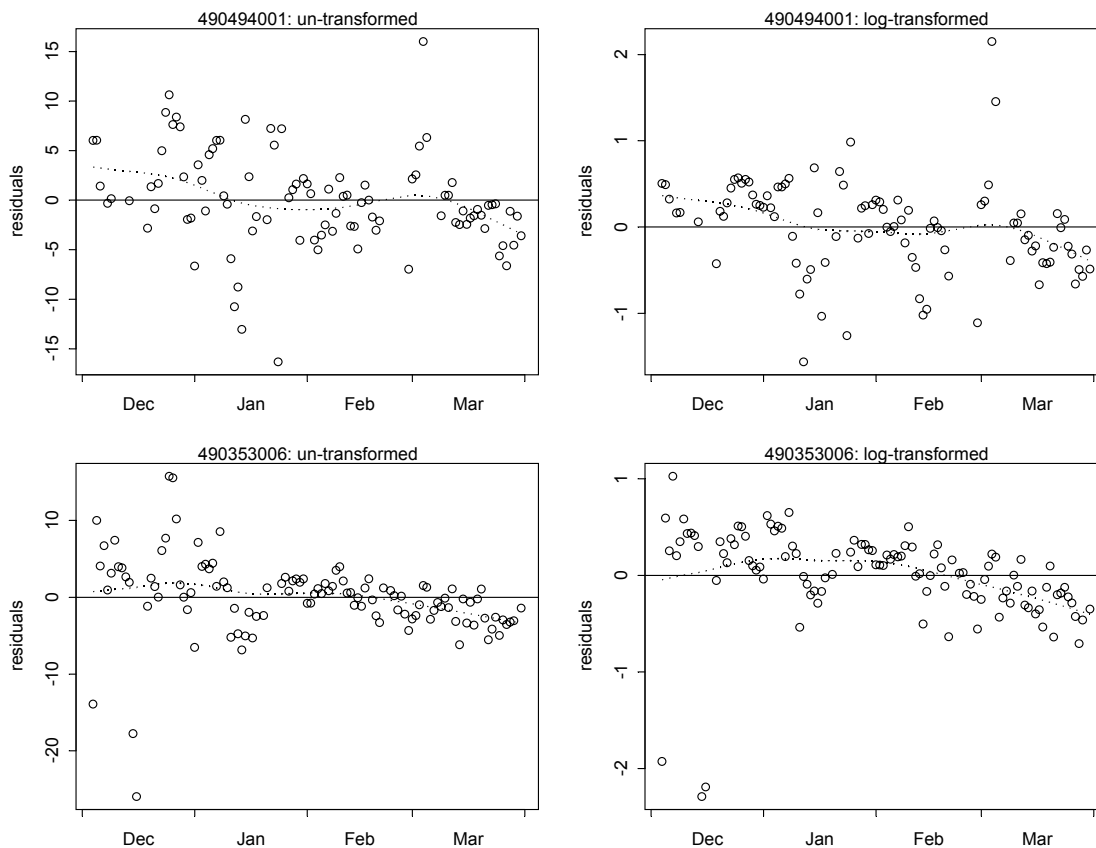 490494001: un-transformed
15
10
5
0
-5
-10
-15
residuals
Dec Jan Feb Mar
490494001: log-transformed
2
1
0
-1
residuals
Dec Jan Feb Mar
490353006: un-transformed
10
0
-10
-20
residuals
Dec Jan Feb Mar
490353006: log-transformed
1
0
-1
-2
residuals
Dec Jan Feb Mar